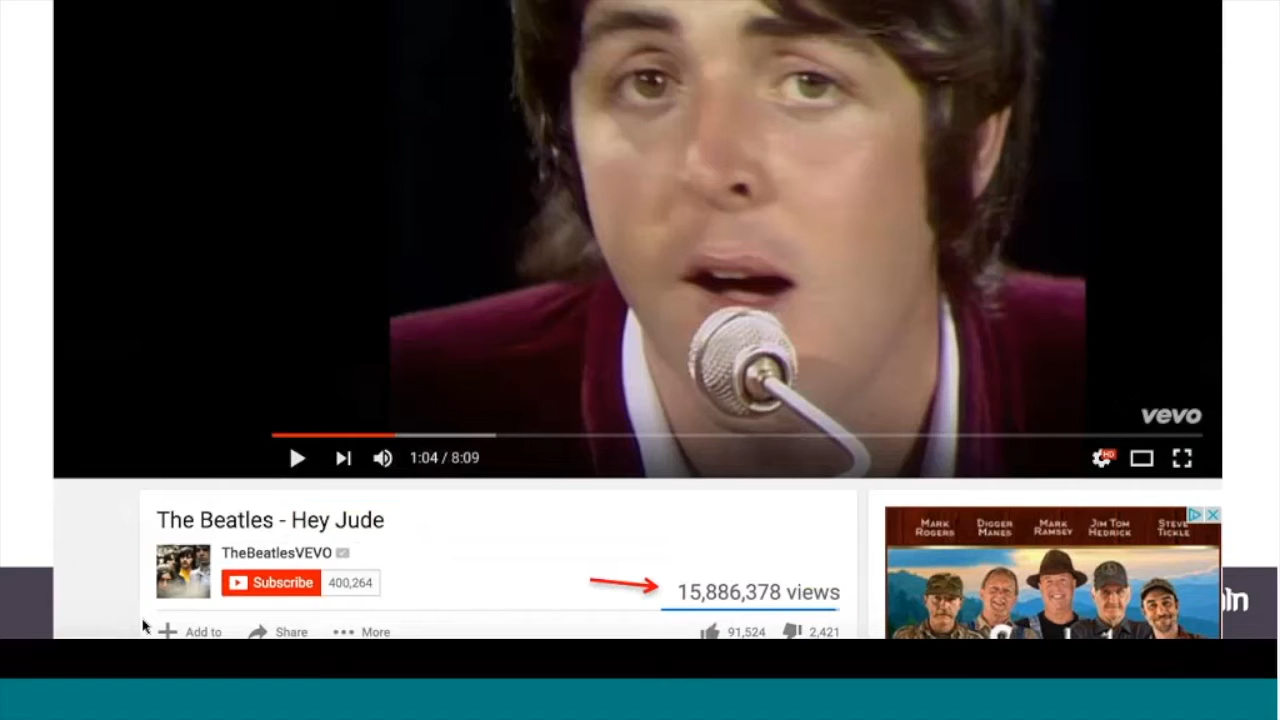 vevo
1:04 / 8:09
HD
The Beatles - Hey Jude
TheBeatlesVEVO
Subscribe 400,264
15,886,378 views
Add to Share More
91,524 2,421
MARK ROGERS
DIGGER MANES
MARK RAMSEY
JIM TOM HEDRICK
STEVE TICKLE